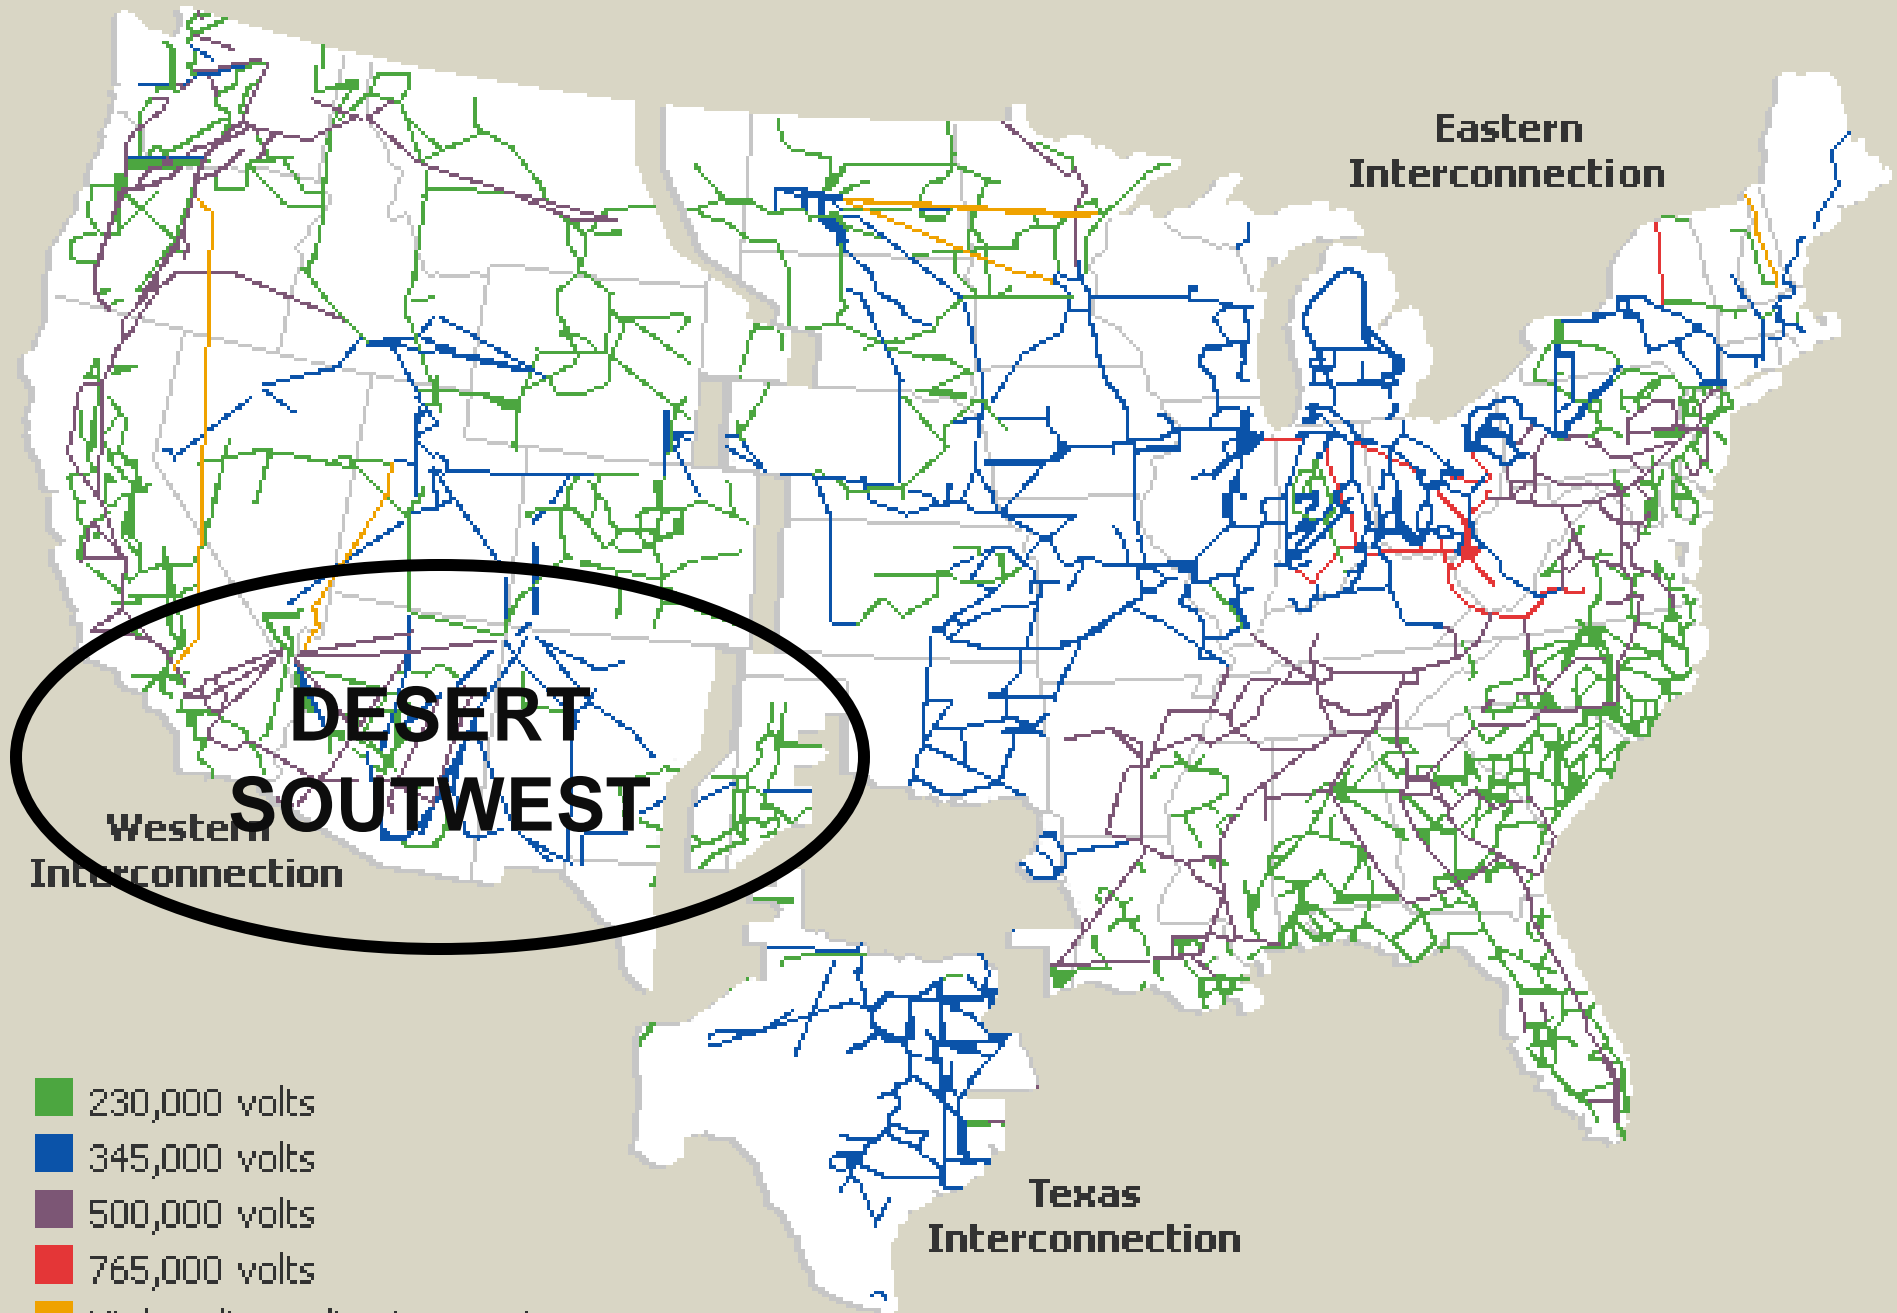 Eastern
Interconnection
DESERT
SOUTWEST
Western
Interconnection
230,000 volts
345,000 volts
500,000 volts
765,000 volts
Texas
Interconnection